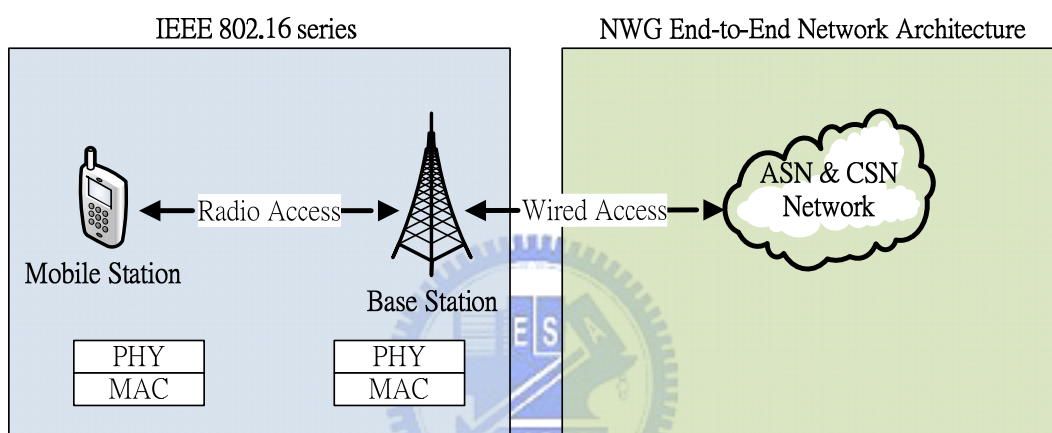 IEEE 802.16 series
NWG End-to-End Network Architecture
Radio Access
Wired Access
ASN & CSN
Network
Mobile Station
Base Station
PHY
MAC
PHY
MAC
E S